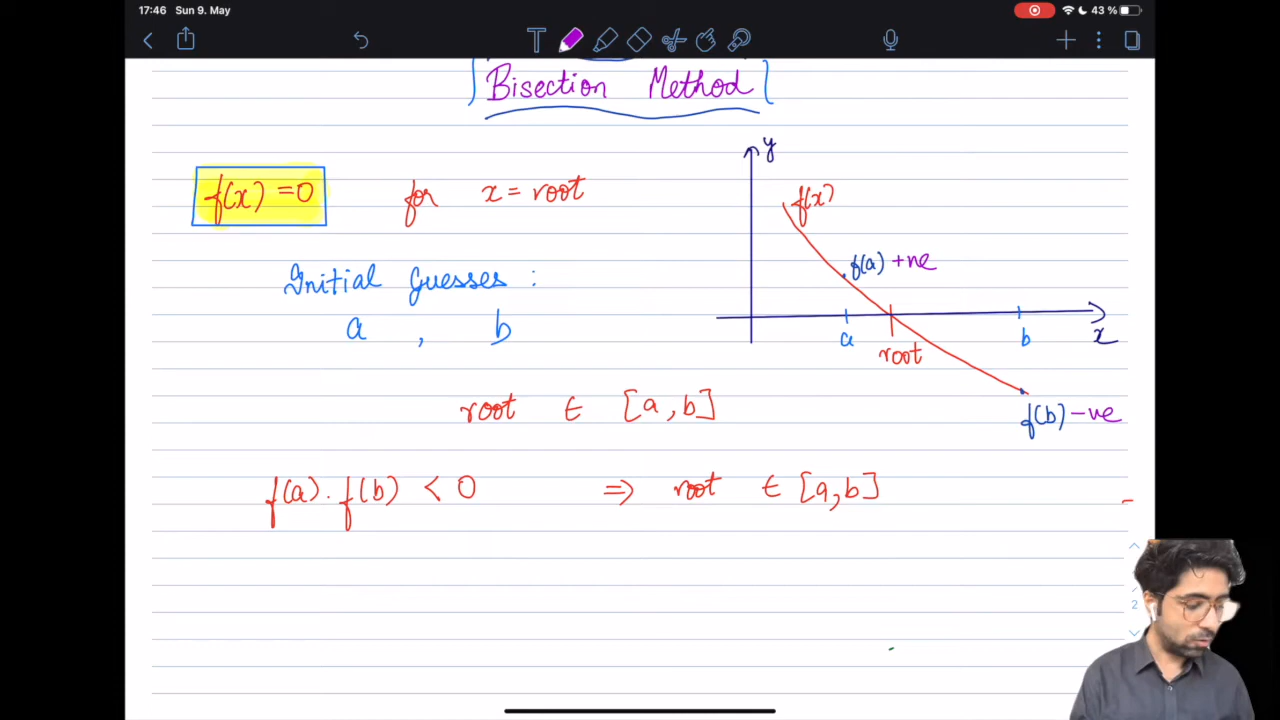 17:46 Sun 9. May 43 %
Bisection Method
f(x) = 0 for x = root
Initial Guesses :
a , b
root ∈ [a, b]
f(a) . f(b) < 0 ⇒ root ∈ [a, b]
y
f(x)
f(a) +ve
a root b x
f(b) -ve
2